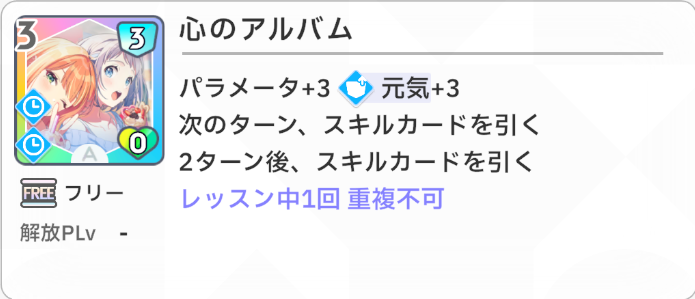 3
3
心のアルバム
パラメータ+3 元気+3
次のターン、スキルカードを引く
2ターン後、スキルカードを引く
レッスン中1回 重複不可
0
A
FREE フリー
解放PLv -